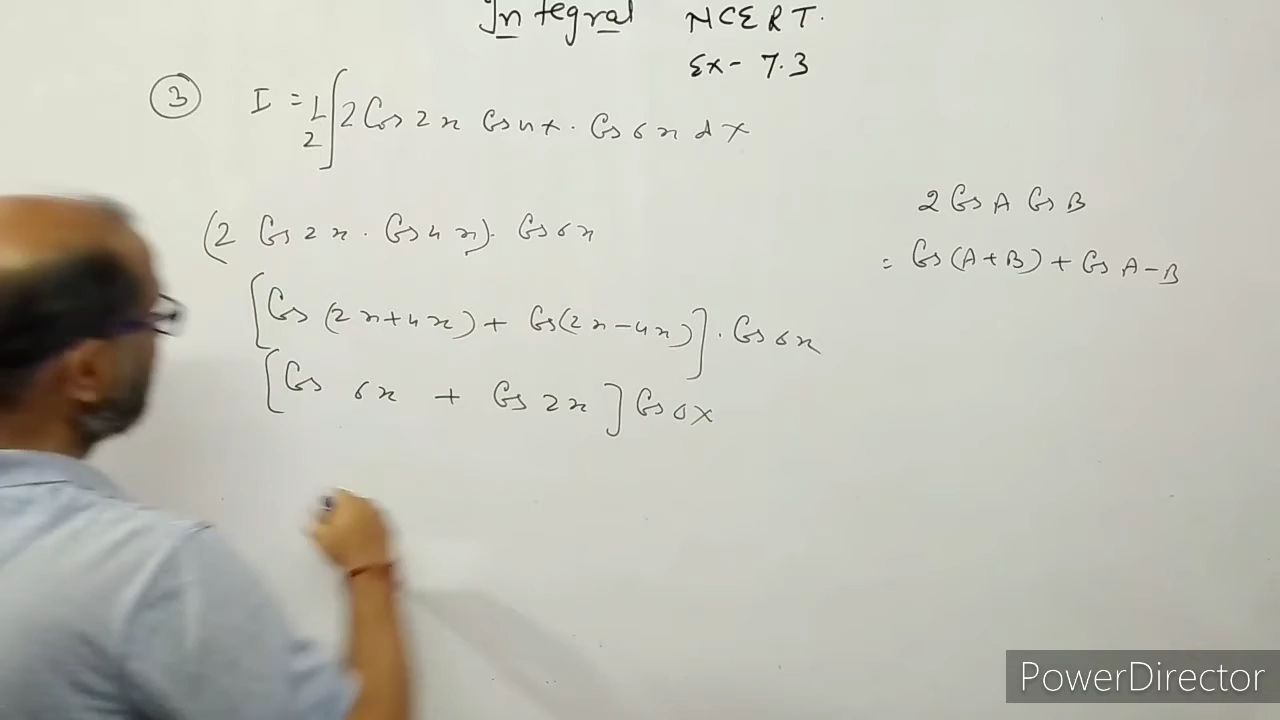 Integral NCERT.
Ex- 7.3
③ I = 1/2 ∫ 2 Cos 2x Cos 4x . Cos 6x dx
(2 Cos 2x . Cos 4x). Cos 6x
[Cos (2x+4x) + Cos(2x-4x)] . Cos 6x
[Cos 6x + Cos 2x] Cos 6x
2 Cos A Cos B
= Cos(A+B) + Cos A-B
PowerDirector